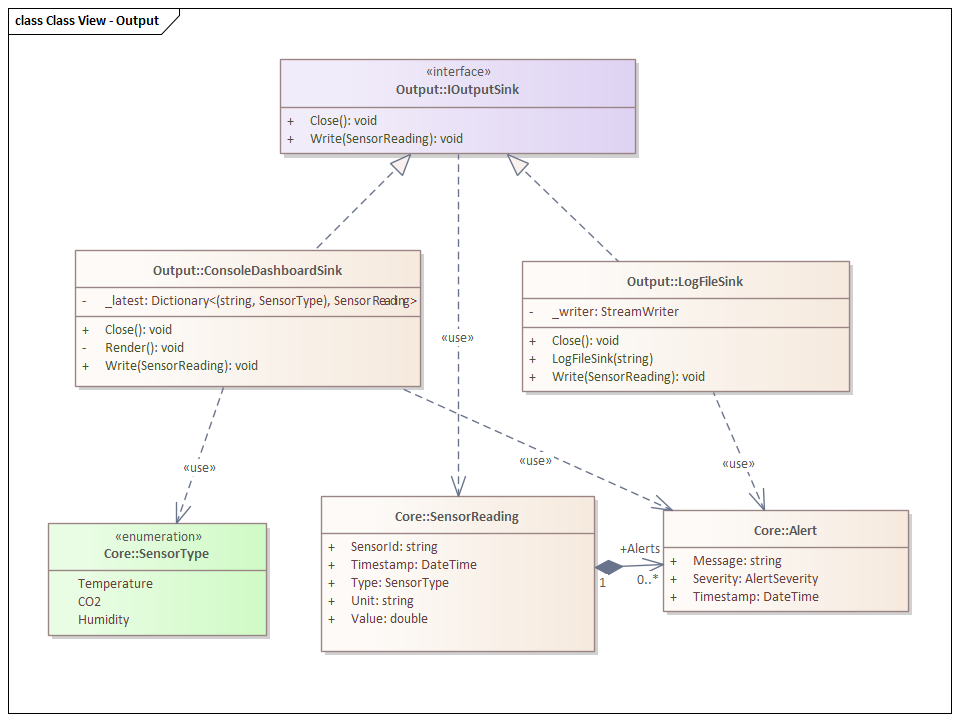 class Class View - Output
«interface»
Output::IOutputSink
+ Close(): void
+ Write(SensorReading): void
Output::ConsoleDashboardSink
- _latest: Dictionary<(string, SensorType), SensorReading>
+ Close(): void
- Render(): void
+ Write(SensorReading): void
Output::LogFileSink
- _writer: StreamWriter
+ Close(): void
+ LogFileSink(string)
+ Write(SensorReading): void
«use»
«use»
«use»
«use»
«enumeration»
Core::SensorType
Temperature
CO2
Humidity
Core::SensorReading
+ SensorId: string
+ Timestamp: DateTime
+ Type: SensorType
+ Unit: string
+ Value: double
+Alerts
1
0..*
Core::Alert
+ Message: string
+ Severity: AlertSeverity
+ Timestamp: DateTime